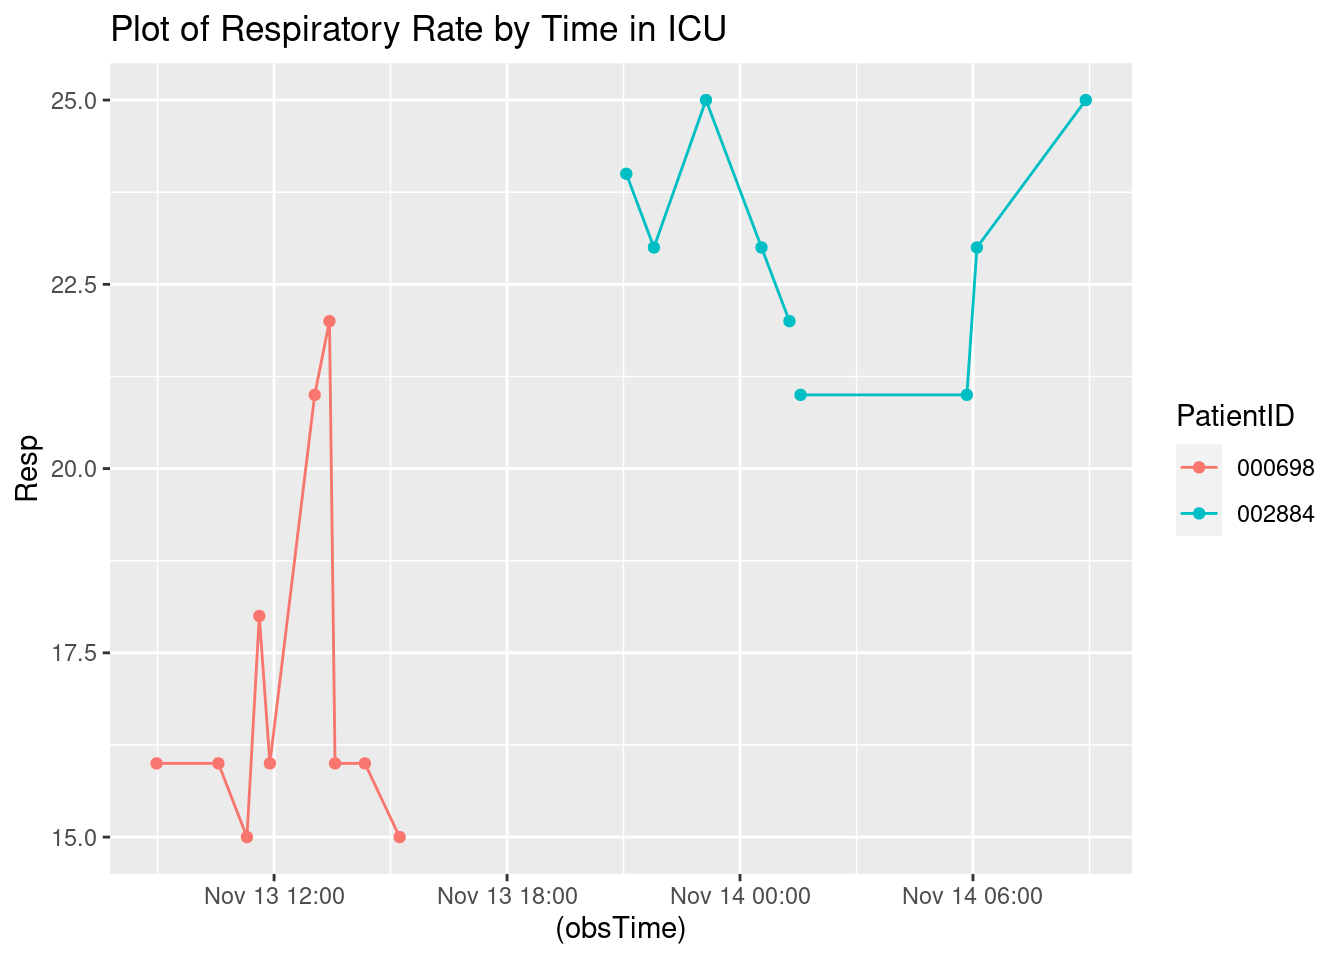 Plot of Respiratory Rate by Time in ICU
25.0
22.5
20.0
17.5
15.0
Resp
Nov 13 12:00
Nov 13 18:00
Nov 14 00:00
Nov 14 06:00
(obsTime)
PatientID
000698
002884